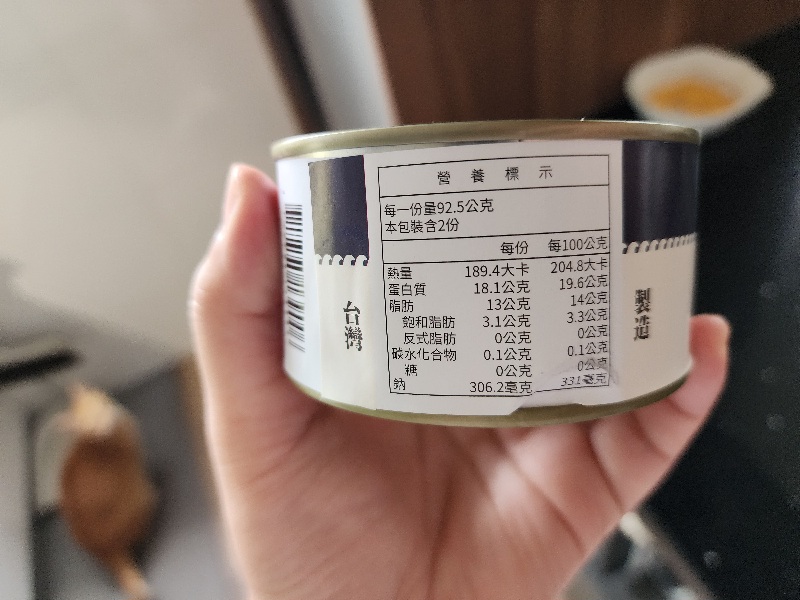 營養標示
每一份量92.5公克
本包裝含2份
每份 每100公克
熱量 189.4大卡 204.8大卡
蛋白質 18.1公克 19.6公克
脂肪 13公克 14公克
飽和脂肪 3.1公克 3.3公克
反式脂肪 0公克 0公克
碳水化合物 0.1公克 0.1公克
糖 0公克 0公克
鈉 306.2毫克 331毫克
台灣
製造